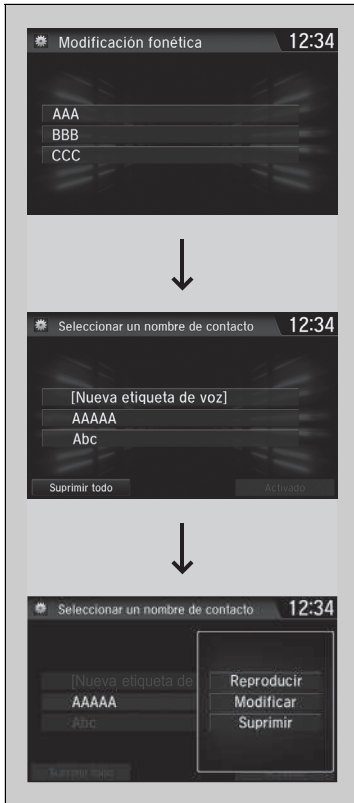 Modificación fonética 12:34
AAA
BBB
CCC
Seleccionar un nombre de contacto 12:34
[Nueva etiqueta de voz]
AAAAA
Abc
Suprimir todo Activado
Seleccionar un nombre de contacto 12:34
[Nueva etiqueta de Reproducir
AAAAA Modificar
Abc Suprimir
Suprimir todo